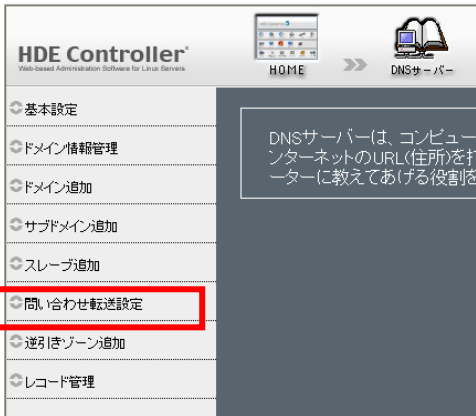 HDE Controller
Web-based Administration Software for Linux Servers
HOME
DNSサーバー
基本設定
ドメイン情報管理
ドメイン追加
サブドメイン追加
スレーブ追加
問い合わせ転送設定
逆引きゾーン追加
レコード管理
DNSサーバーは、コンピュー
ンターネットのURL(住所)を打
ーターに教えてあげる役割を